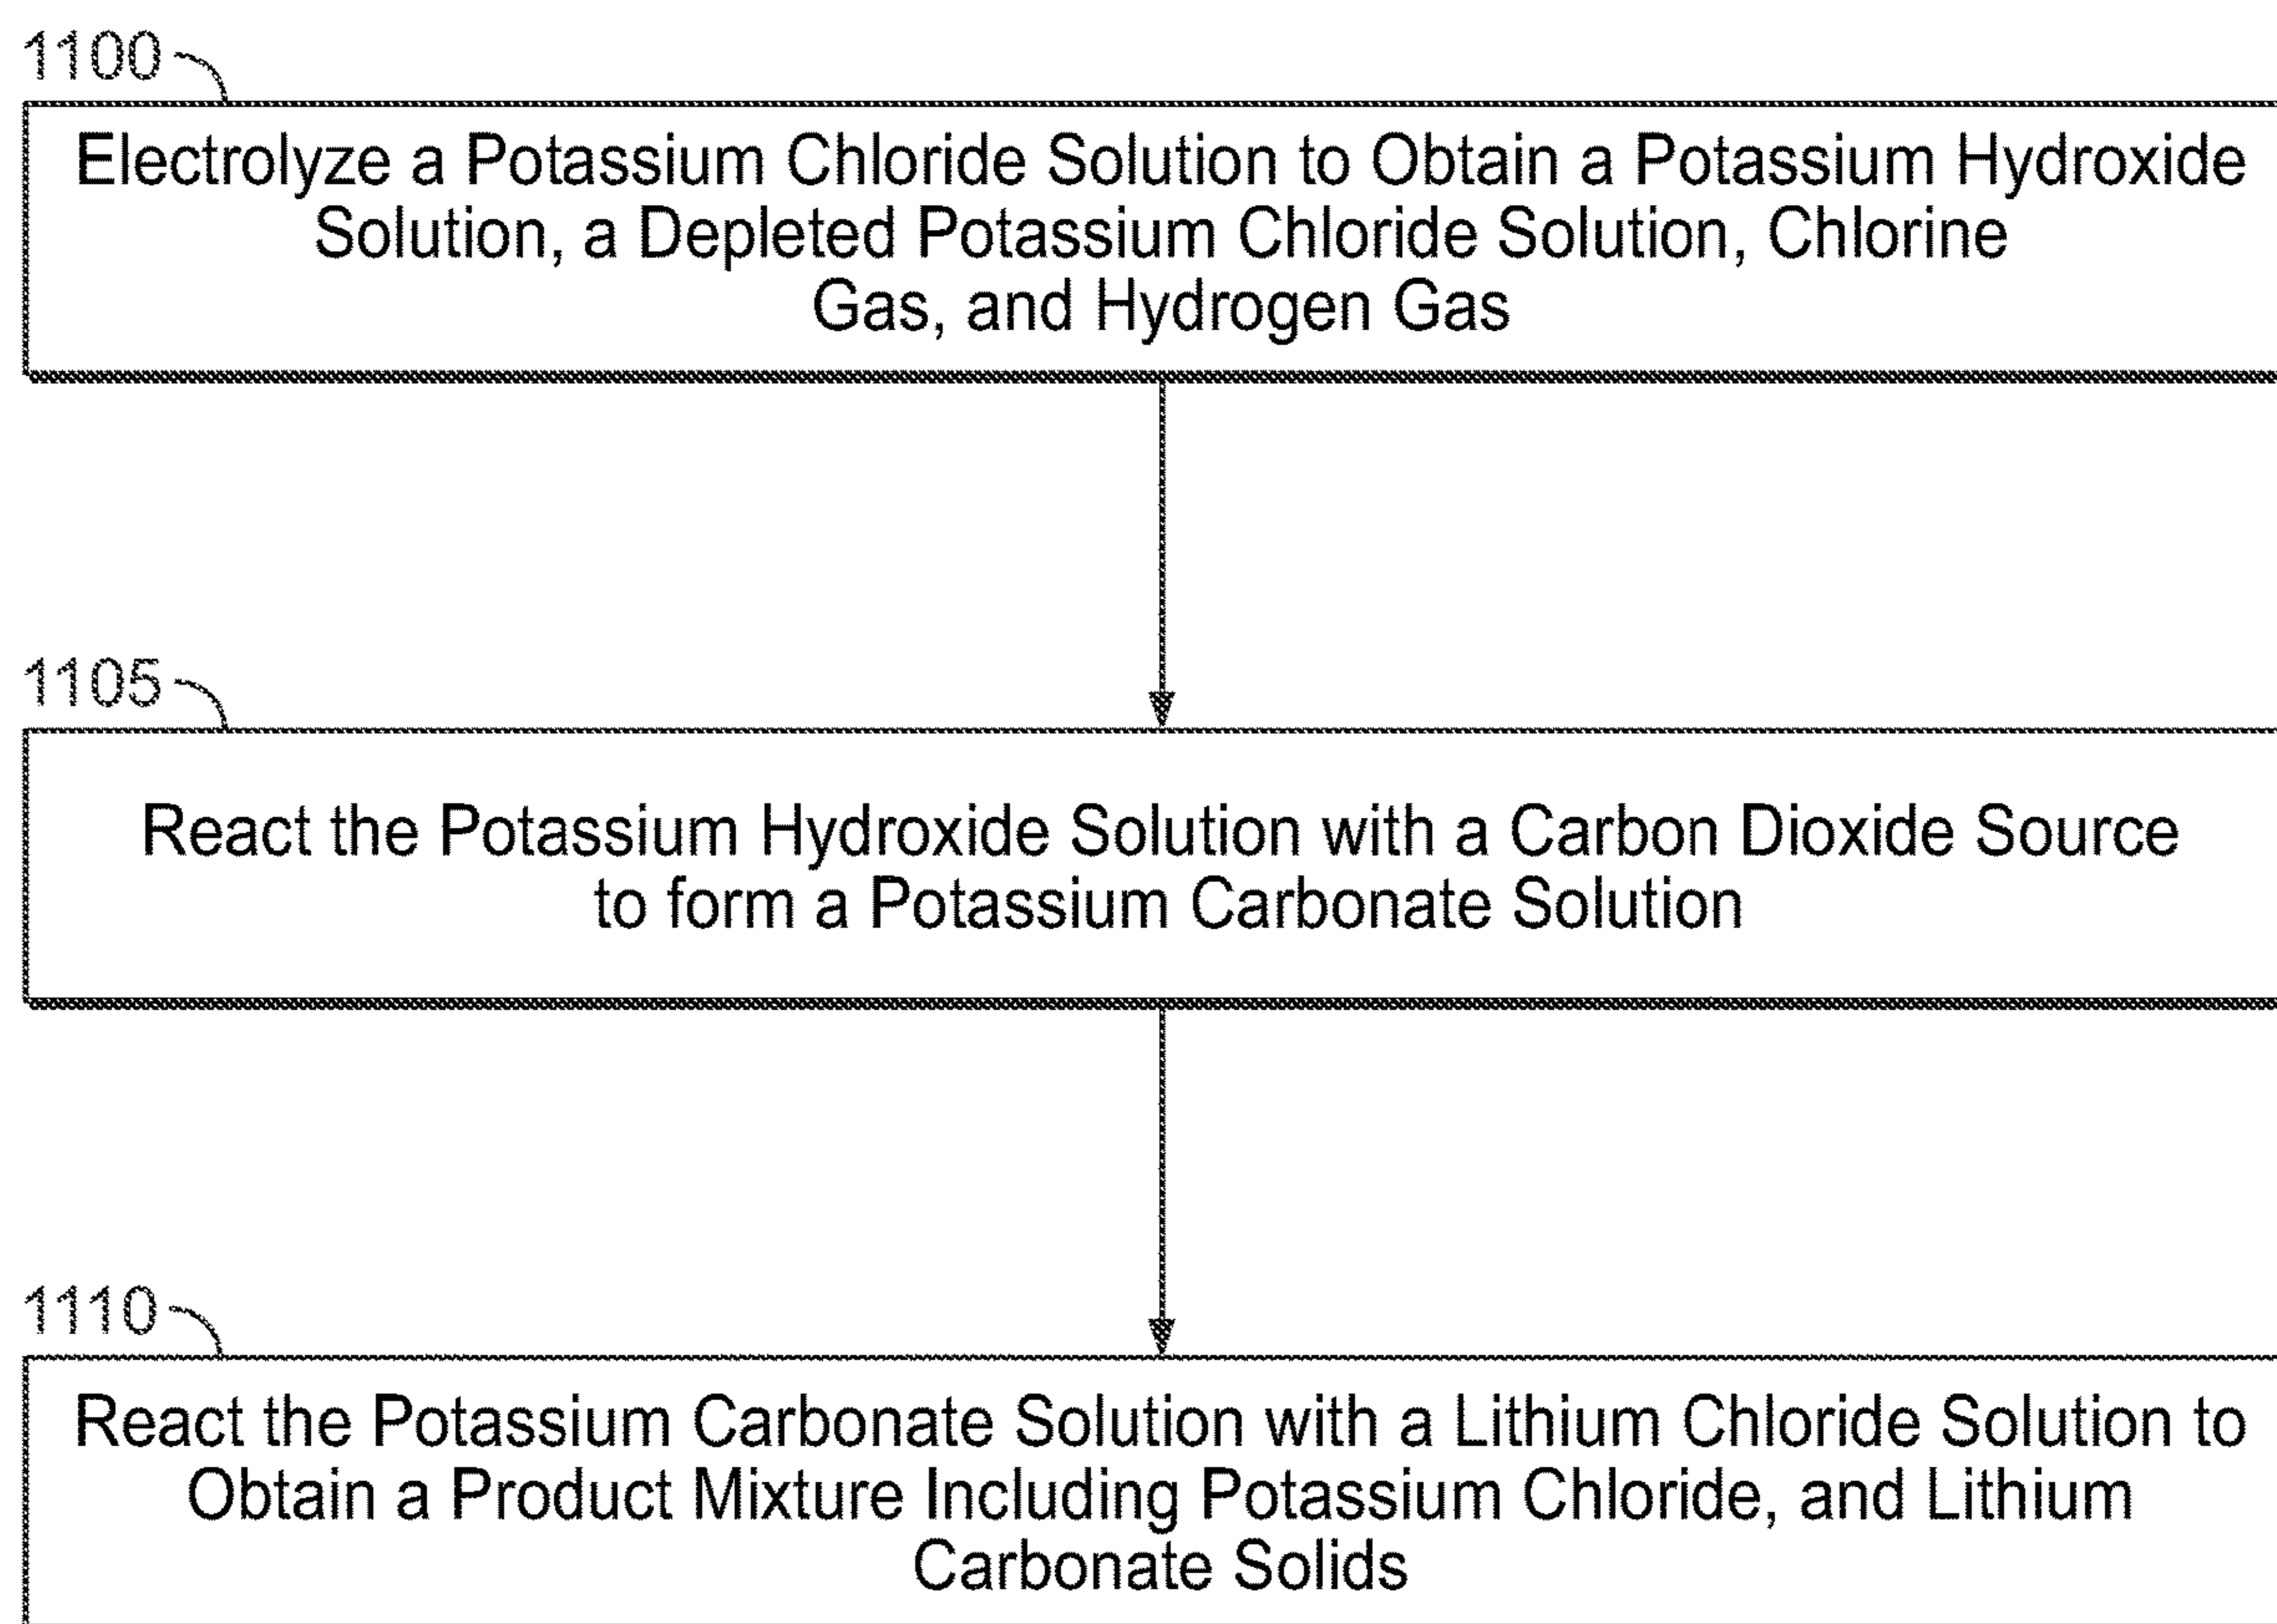 1100
Electrolyze a Potassium Chloride Solution to Obtain a Potassium Hydroxide
Solution, a Depleted Potassium Chloride Solution, Chlorine
Gas, and Hydrogen Gas
1105
React the Potassium Hydroxide Solution with a Carbon Dioxide Source
to form a Potassium Carbonate Solution
1110
React the Potassium Carbonate Solution with a Lithium Chloride Solution to
Obtain a Product Mixture Including Potassium Chloride, and Lithium
Carbonate Solids